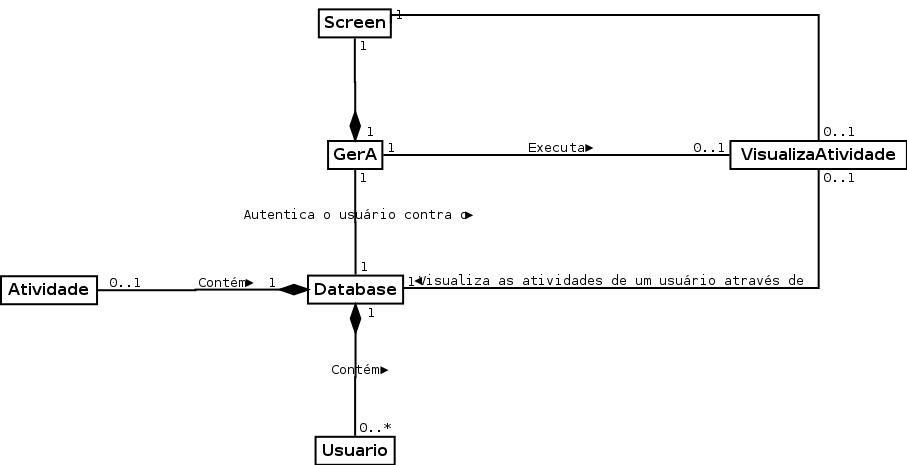 Screen
1
1
1
GerA
1
Executa▶
0..1
0..1
VisualizaAtividade
1
0..1
Autentica o usuário contra o▶
1
Atividade
0..1
Contém▶
1
Database
1
◀Visualiza as atividades de um usuário através de
1
Contém▶
0..*
Usuario